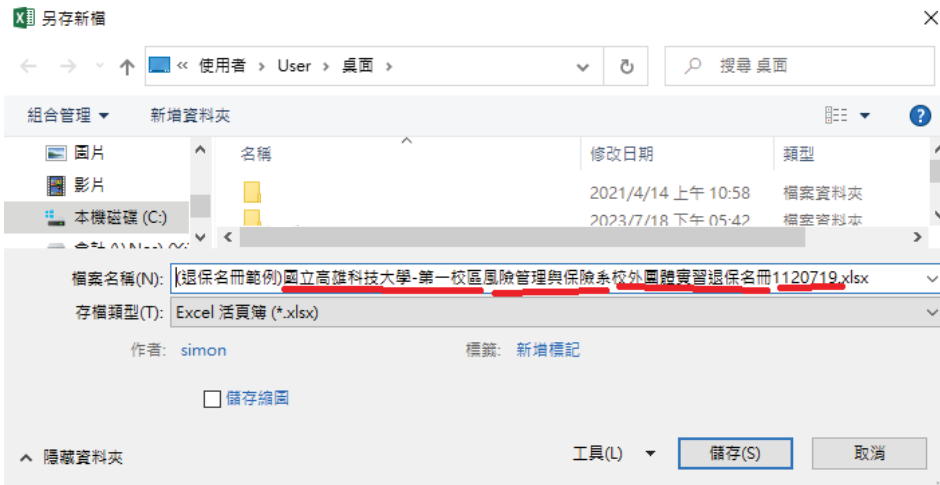 另存新檔
« 使用者 › User › 桌面 ›
搜尋 桌面
組合管理
新增資料夾
圖片
影片
本機磁碟 (C:)
名稱
修改日期
類型
2021/4/14 上午 10:58
檔案資料夾
2023/7/18 下午 05:42
檔案資料夾
檔案名稱(N): (退保名冊範例)國立高雄科技大學-第一校區風險管理與保險系校外團體實習退保名冊1120719.xlsx
存檔類型(T): Excel 活頁簿 (*.xlsx)
作者: simon
標籤: 新增標記
儲存縮圖
隱藏資料夾
工具(L)
儲存(S)
取消